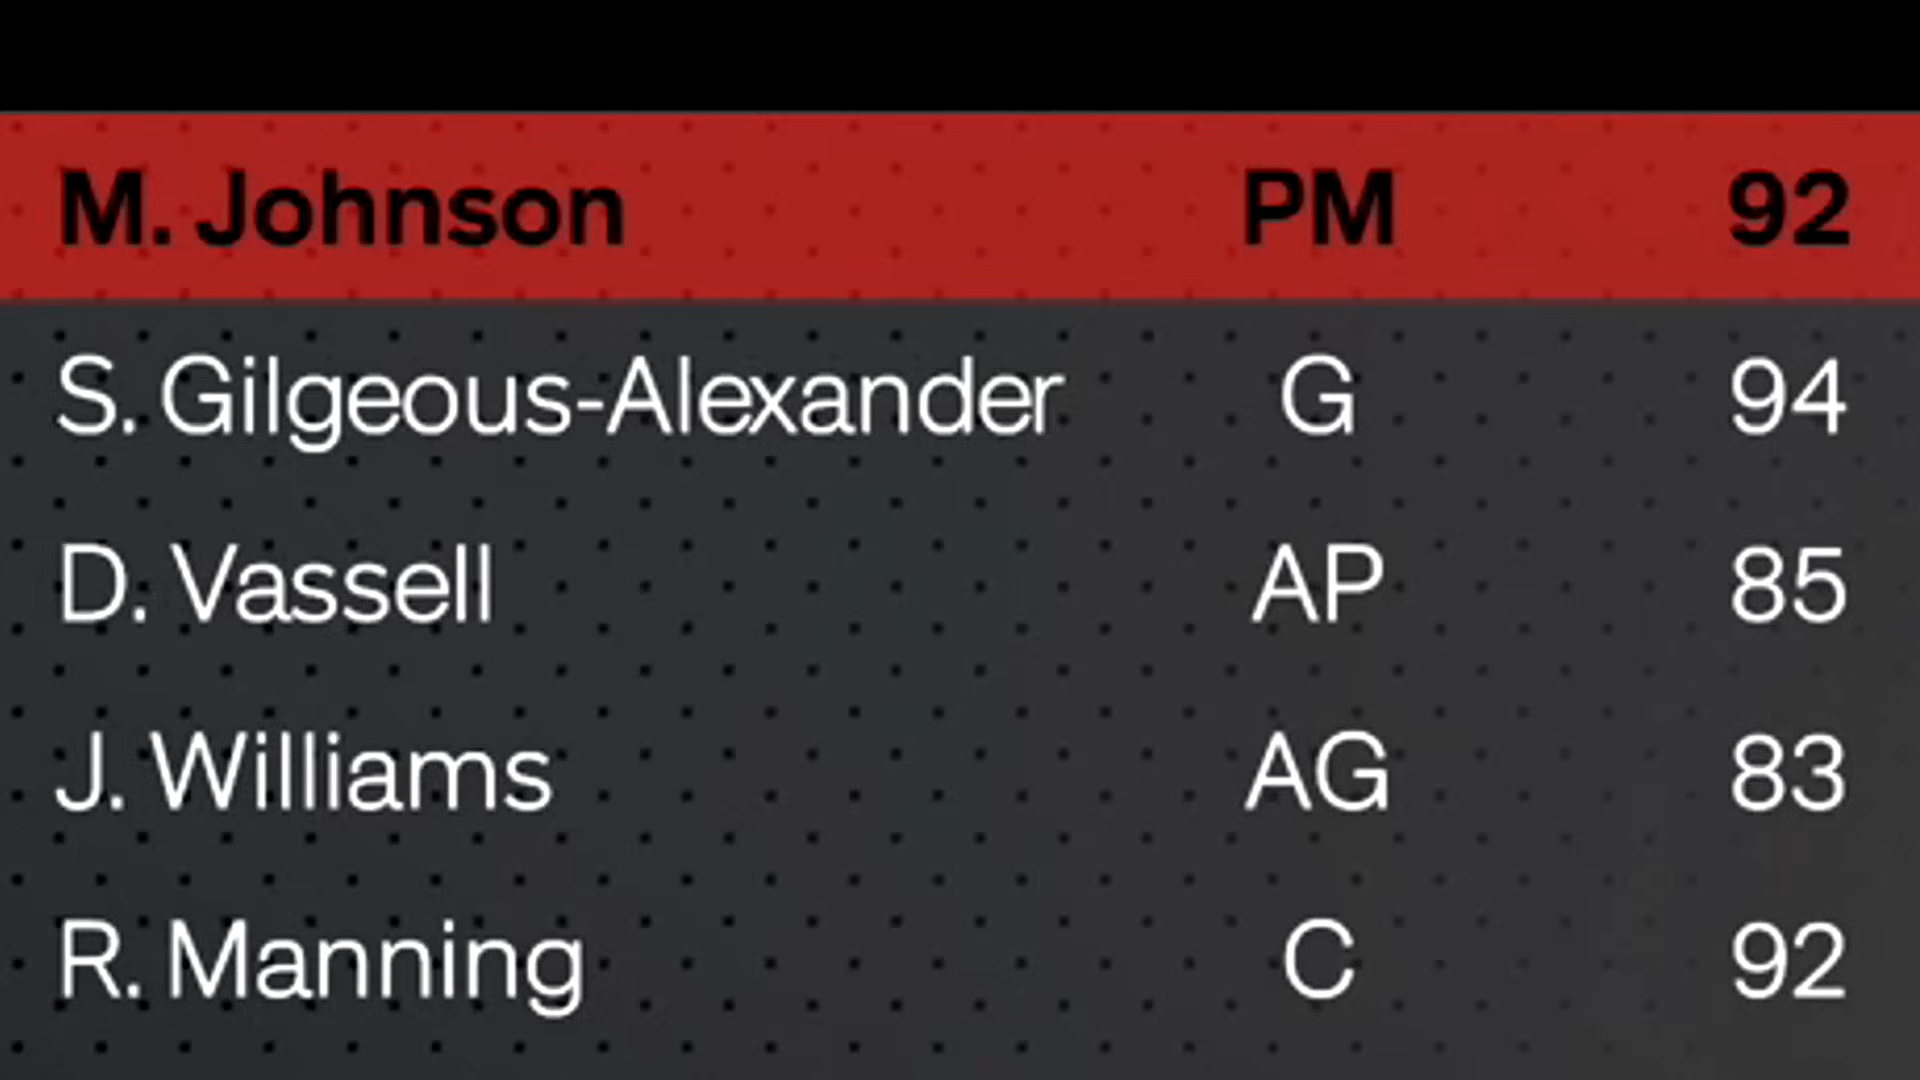 M. Johnson PM 92
S. Gilgeous-Alexander G 94
D. Vassell AP 85
J. Williams AG 83
R. Manning C 92